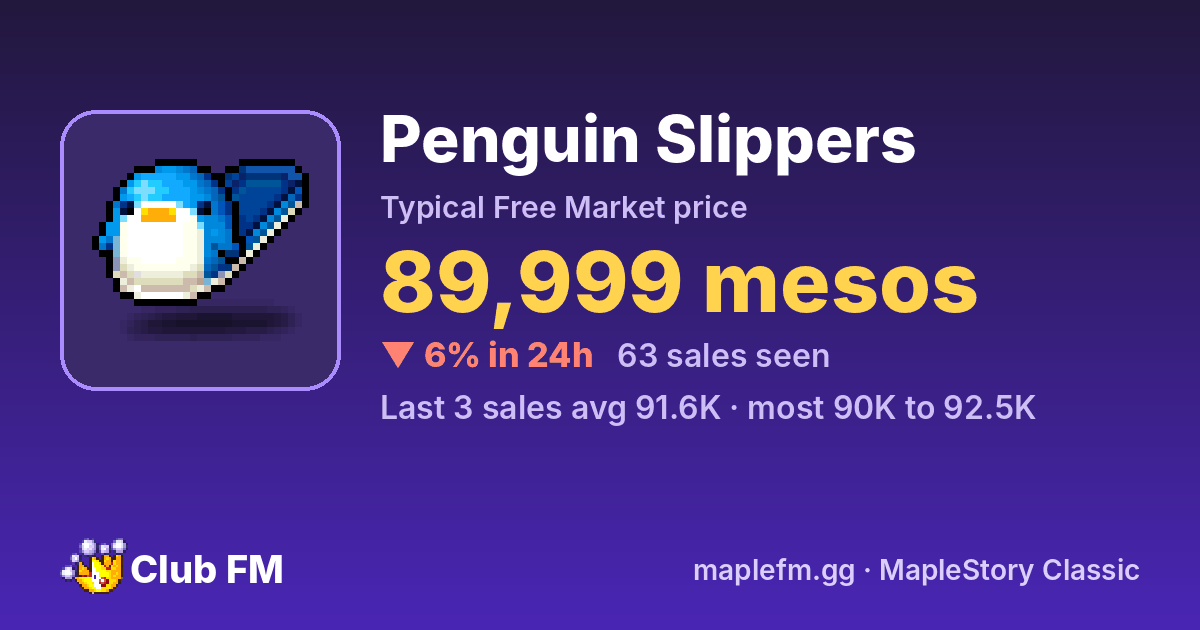 Penguin Slippers
Typical Free Market price
89,999 mesos
▼ 6% in 24h 63 sales seen
Last 3 sales avg 91.6K · most 90K to 92.5K
Club FM
maplefm.gg · MapleStory Classic